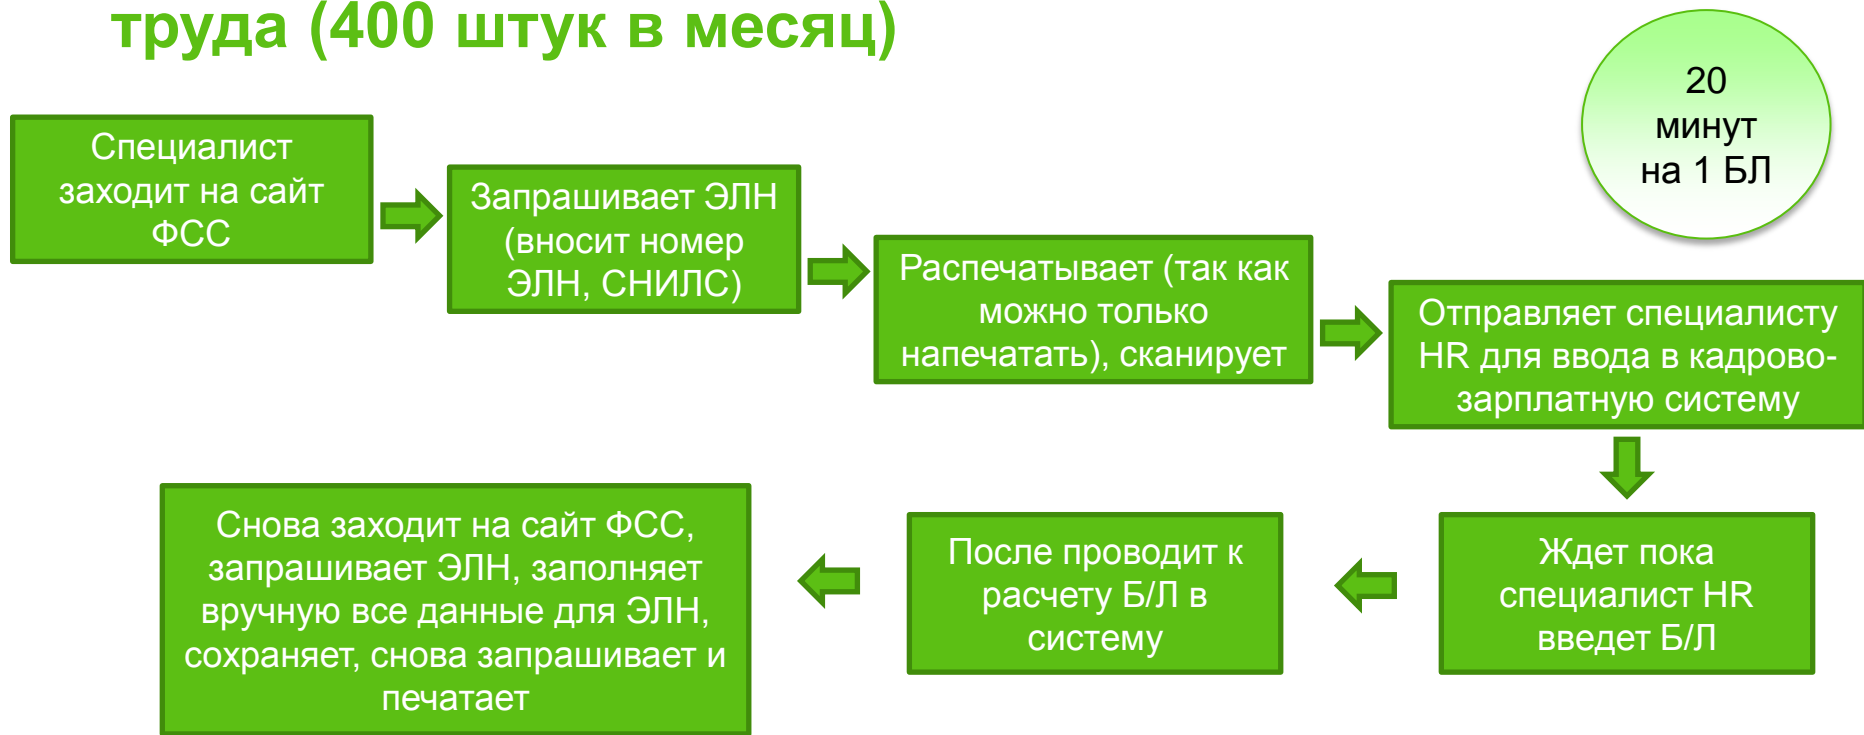 труда (400 штук в месяц)
20
минут
на 1 БЛ
Специалист
заходит на сайт
ФСС
Запрашивает ЭЛН
(вносит номер
ЭЛН, СНИЛС)
Распечатывает (так как
можно только
напечатать), сканирует
Отправляет специалисту
HR для ввода в кадрово-
зарплатную систему
Ждет пока
специалист HR
введет Б/Л
После проводит к
расчету Б/Л в
систему
Снова заходит на сайт ФСС,
запрашивает ЭЛН, заполняет
вручную все данные для ЭЛН,
сохраняет, снова запрашивает и
печатает